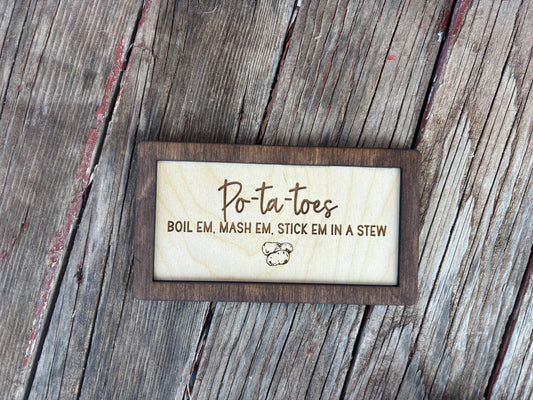 Po-ta-toes
BOIL EM, MASH EM, STICK EM IN A STEW